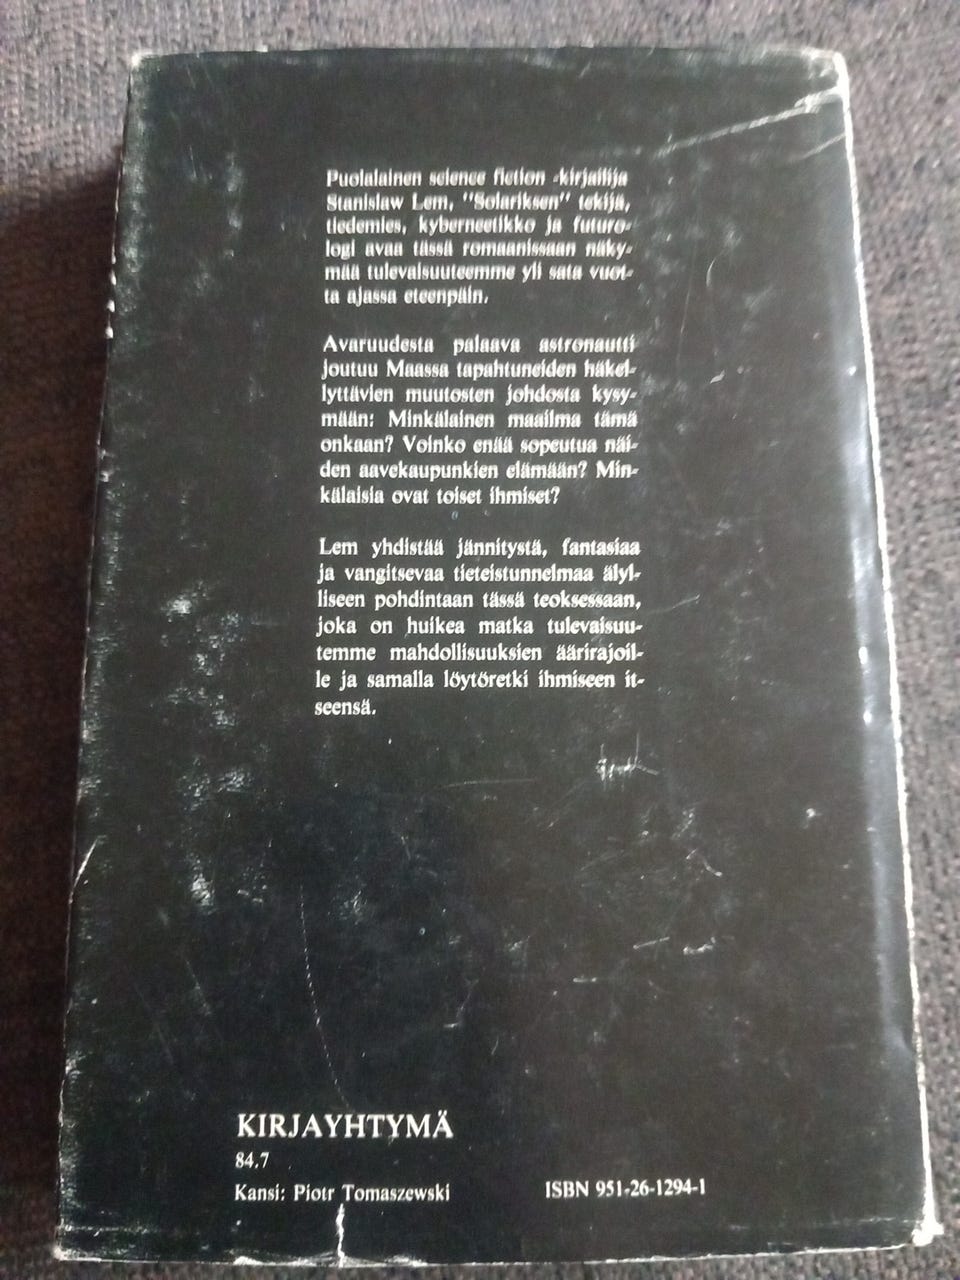 Puolalainen science fiction -kirjailija
Stanislaw Lem, "Solariksen" tekijä,
tiedemies, kyberneetikko ja futuro-
logi avaa tässä romaanissaan näky-
mää tulevaisuuteemme yli sata vuot-
ta ajassa eteenpäin.
Avaruudesta palaava astronautti
joutuu Maassa tapahtuneiden häkel-
lyttävien muutosten johdosta kysy-
mään: Minkälainen maailma tämä
onkaan? Voinko enää sopeutua näi-
den aavekaupunkien elämään? Min-
kälaisia ovat toiset ihmiset?
Lem yhdistää jännitystä, fantasiaa
ja vangitsevaa tieteistunnelmaa älyl-
liseen pohdintaan tässä teoksessaan,
joka on huikea matka tulevaisuu-
temme mahdollisuuksien äärirajoil-
le ja samalla löytöretki ihmiseen it-
seensä.
KIRJAYHTYMÄ
84.7
Kansi: Piotr Tomaszewski
ISBN 951-26-1294-1